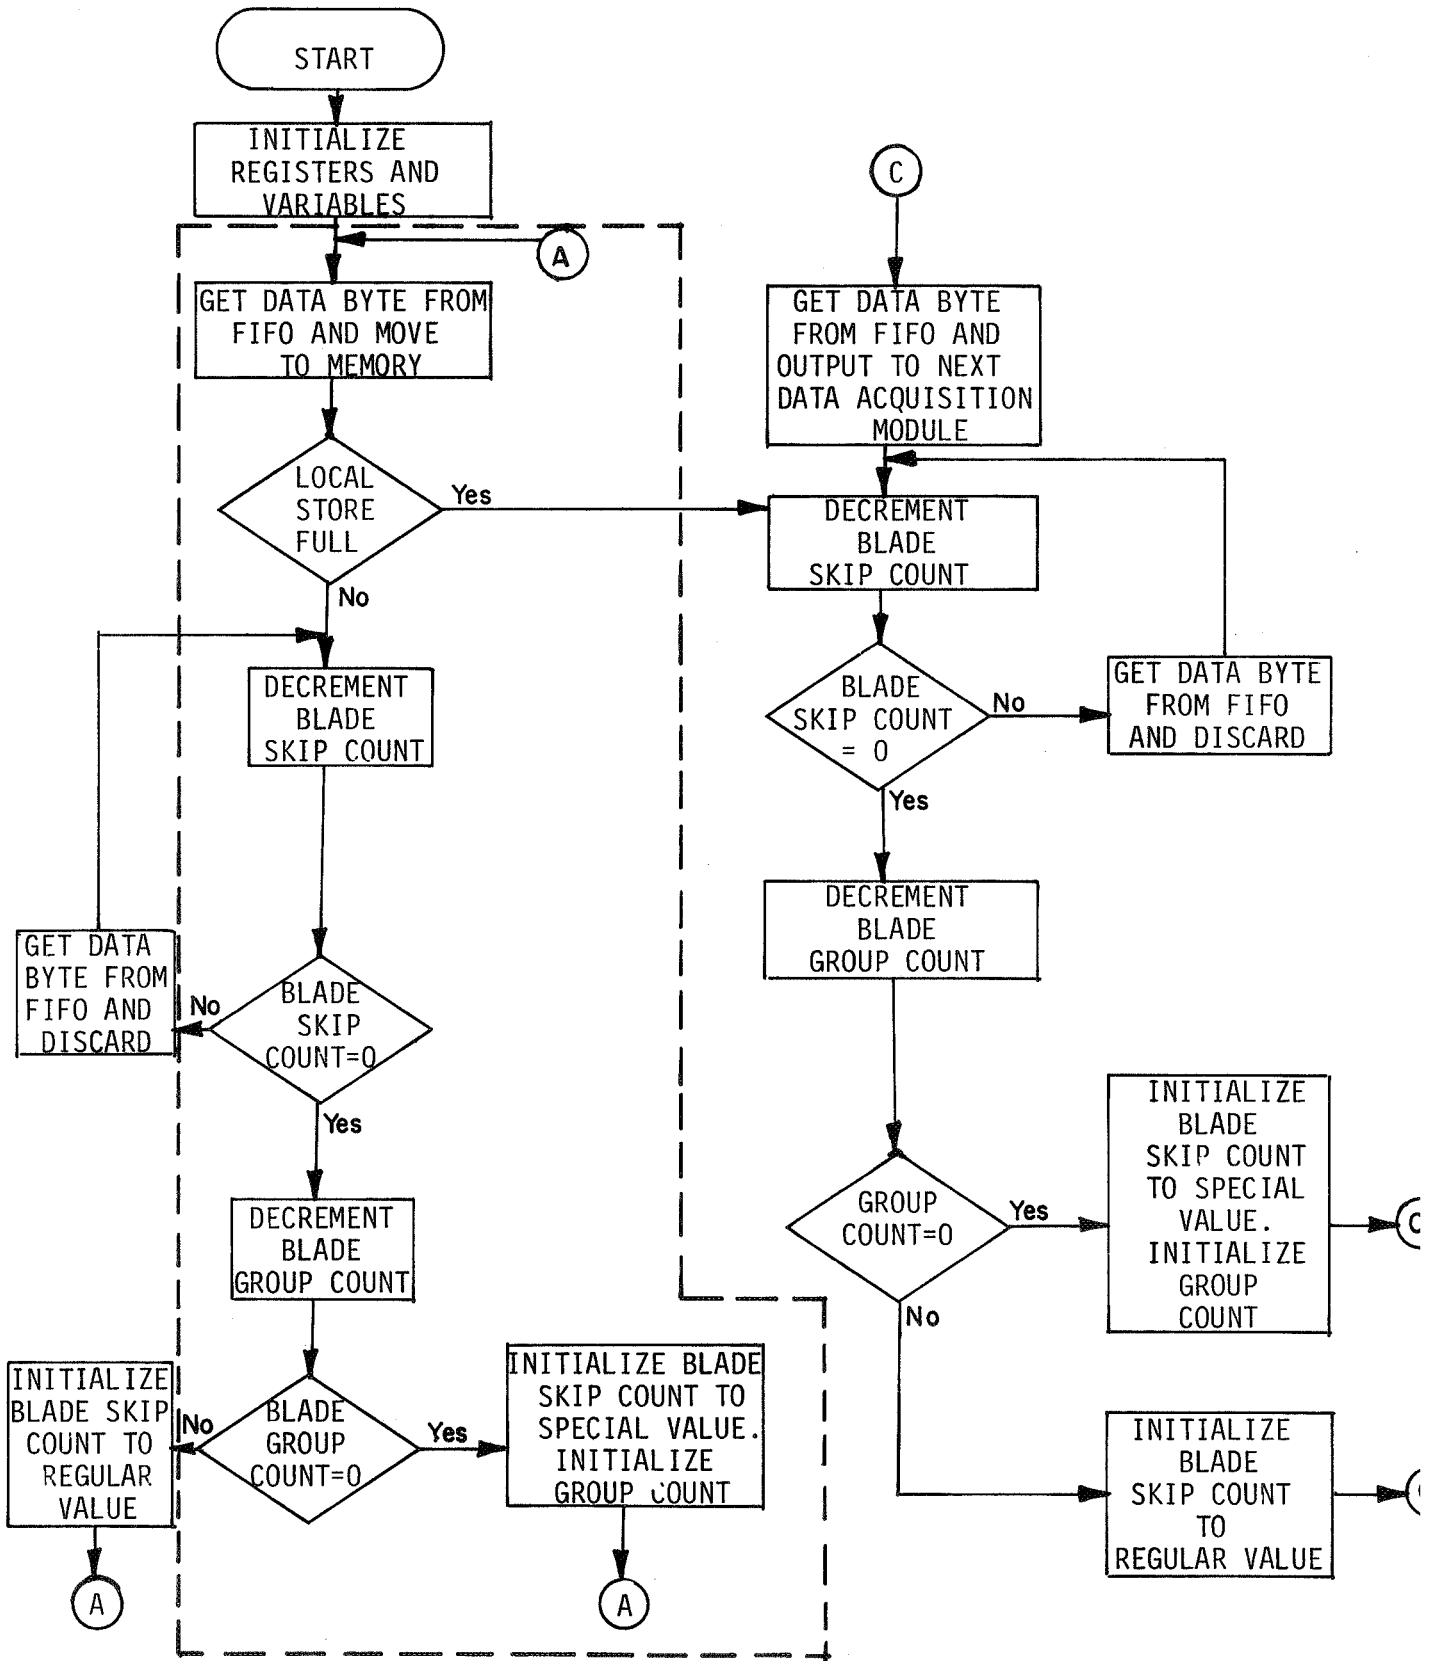 START
INITIALIZE
REGISTERS AND
VARIABLES
A
GET DATA BYTE FROM
FIFO AND MOVE
TO MEMORY
LOCAL
STORE
FULL
Yes
No
DECREMENT
BLADE
SKIP COUNT
GET DATA
BYTE FROM
FIFO AND
DISCARD
No
BLADE
SKIP
COUNT=0
Yes
DECREMENT
BLADE
GROUP COUNT
INITIALIZE
BLADE SKIP
COUNT TO
REGULAR
VALUE
No
BLADE
GROUP
COUNT=0
Yes
INITIALIZE BLADE
SKIP COUNT TO
SPECIAL VALUE.
INITIALIZE
GROUP COUNT
A
A
C
GET DATA BYTE
FROM FIFO AND
OUTPUT TO NEXT
DATA ACQUISITION
MODULE
DECREMENT
BLADE
SKIP COUNT
BLADE
SKIP COUNT
= 0
No
GET DATA BYTE
FROM FIFO
AND DISCARD
Yes
DECREMENT
BLADE
GROUP COUNT
GROUP
COUNT=0
Yes
INITIALIZE
BLADE
SKIP COUNT
TO SPECIAL
VALUE.
INITIALIZE
GROUP
COUNT
No
INITIALIZE
BLADE
SKIP COUNT
TO
REGULAR VALUE